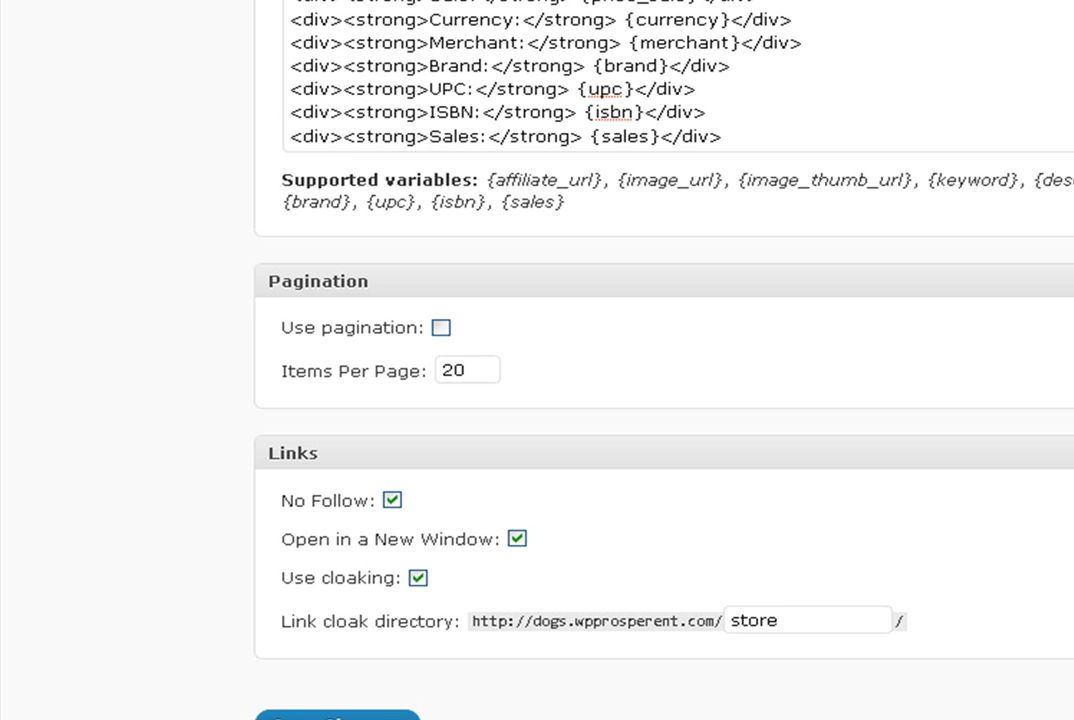 <div><strong>Currency:</strong> {currency}</div>
<div><strong>Merchant:</strong> {merchant}</div>
<div><strong>Brand:</strong> {brand}</div>
<div><strong>UPC:</strong> {upc}</div>
<div><strong>ISBN:</strong> {isbn}</div>
<div><strong>Sales:</strong> {sales}</div>
Supported variables: {affiliate_url}, {image_url}, {image_thumb_url}, {keyword}, {des
{brand}, {upc}, {isbn}, {sales}
Pagination
Use pagination:
Items Per Page: 20
Links
No Follow:
Open in a New Window:
Use cloaking:
Link cloak directory: http://dogs.wpprosperent.com/ store /